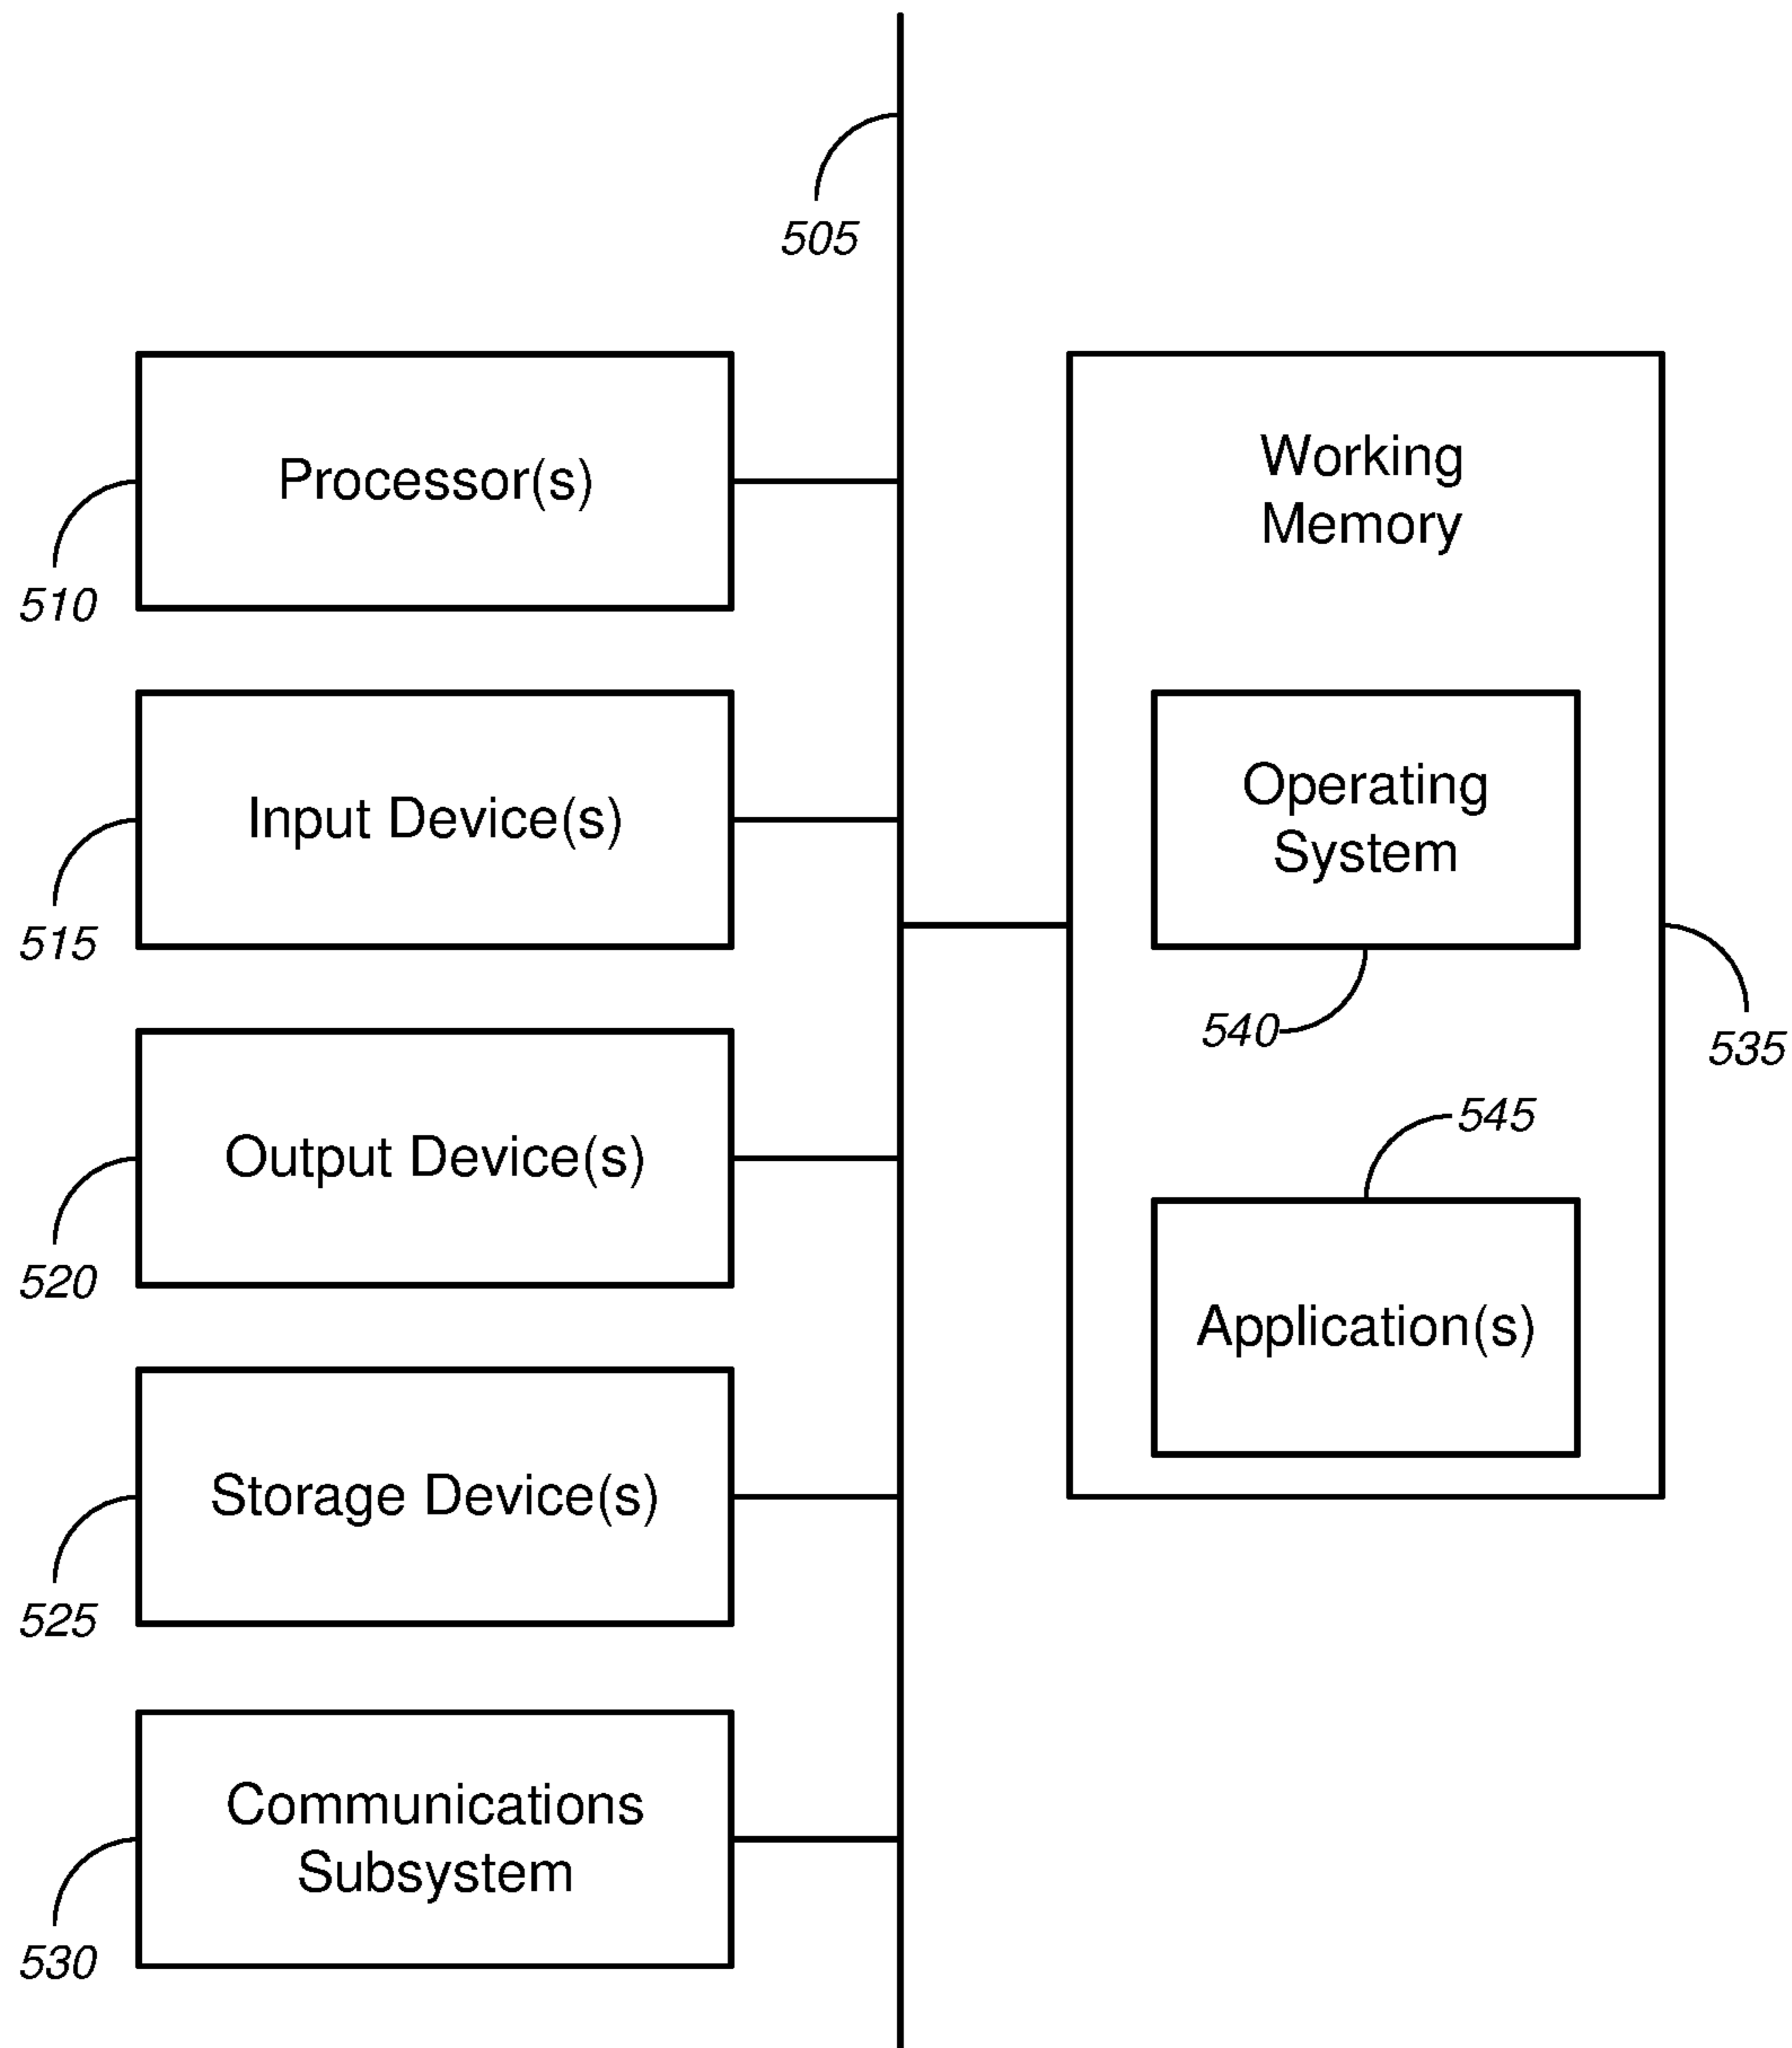 505
Processor(s)
510
Input Device(s)
515
Output Device(s)
520
Storage Device(s)
525
Communications
Subsystem
530
Working
Memory
Operating
System
540
535
545
Application(s)